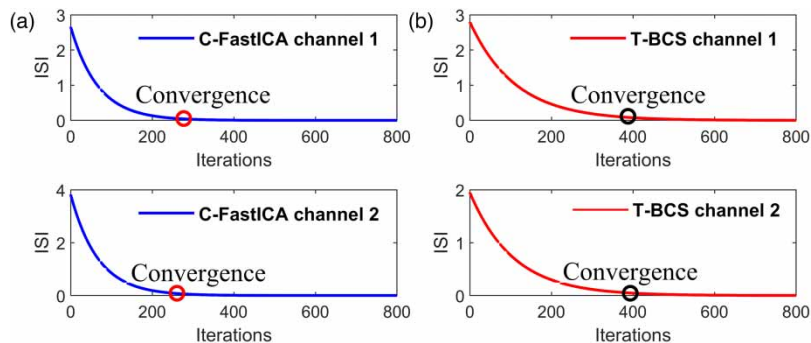 (a)
3
2
1
0
ISI
C-FastICA channel 1
Convergence
0 200 400 600 800
Iterations
(b)
3
2
1
0
ISI
T-BCS channel 1
Convergence
0 200 400 600 800
Iterations
4
2
0
ISI
C-FastICA channel 2
Convergence
0 200 400 600 800
Iterations
2
1
0
ISI
T-BCS channel 2
Convergence
0 200 400 600 800
Iterations